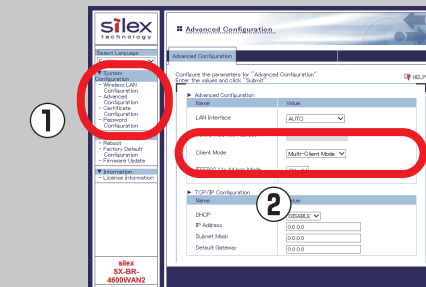 silex
technology
Select Language
▼ System
Configuration
- Wireless LAN
Configuration
- Advanced
Configuration
- Certificate
Configuration
- Password
Configuration
- Reboot
- Factory Default
Configuration
- Firmware Update
▼ Information
- License Information
silex
SX-BR-
4600WAN2
1
Advanced Configuration
Advanced Configuration
Configure the parameters for "Advanced Configuration".
Enter the values and click "Submit"
HELP
▶ Advanced Configuration
Name Value
LAN Interface AUTO
Client Mode Multi-Client Mode
▶ TCP/IP Configuration
Name
2
DHCP DISABLE
IP Address 0.0.0.0
Subnet Mask 0.0.0.0
Default Gateway 0.0.0.0